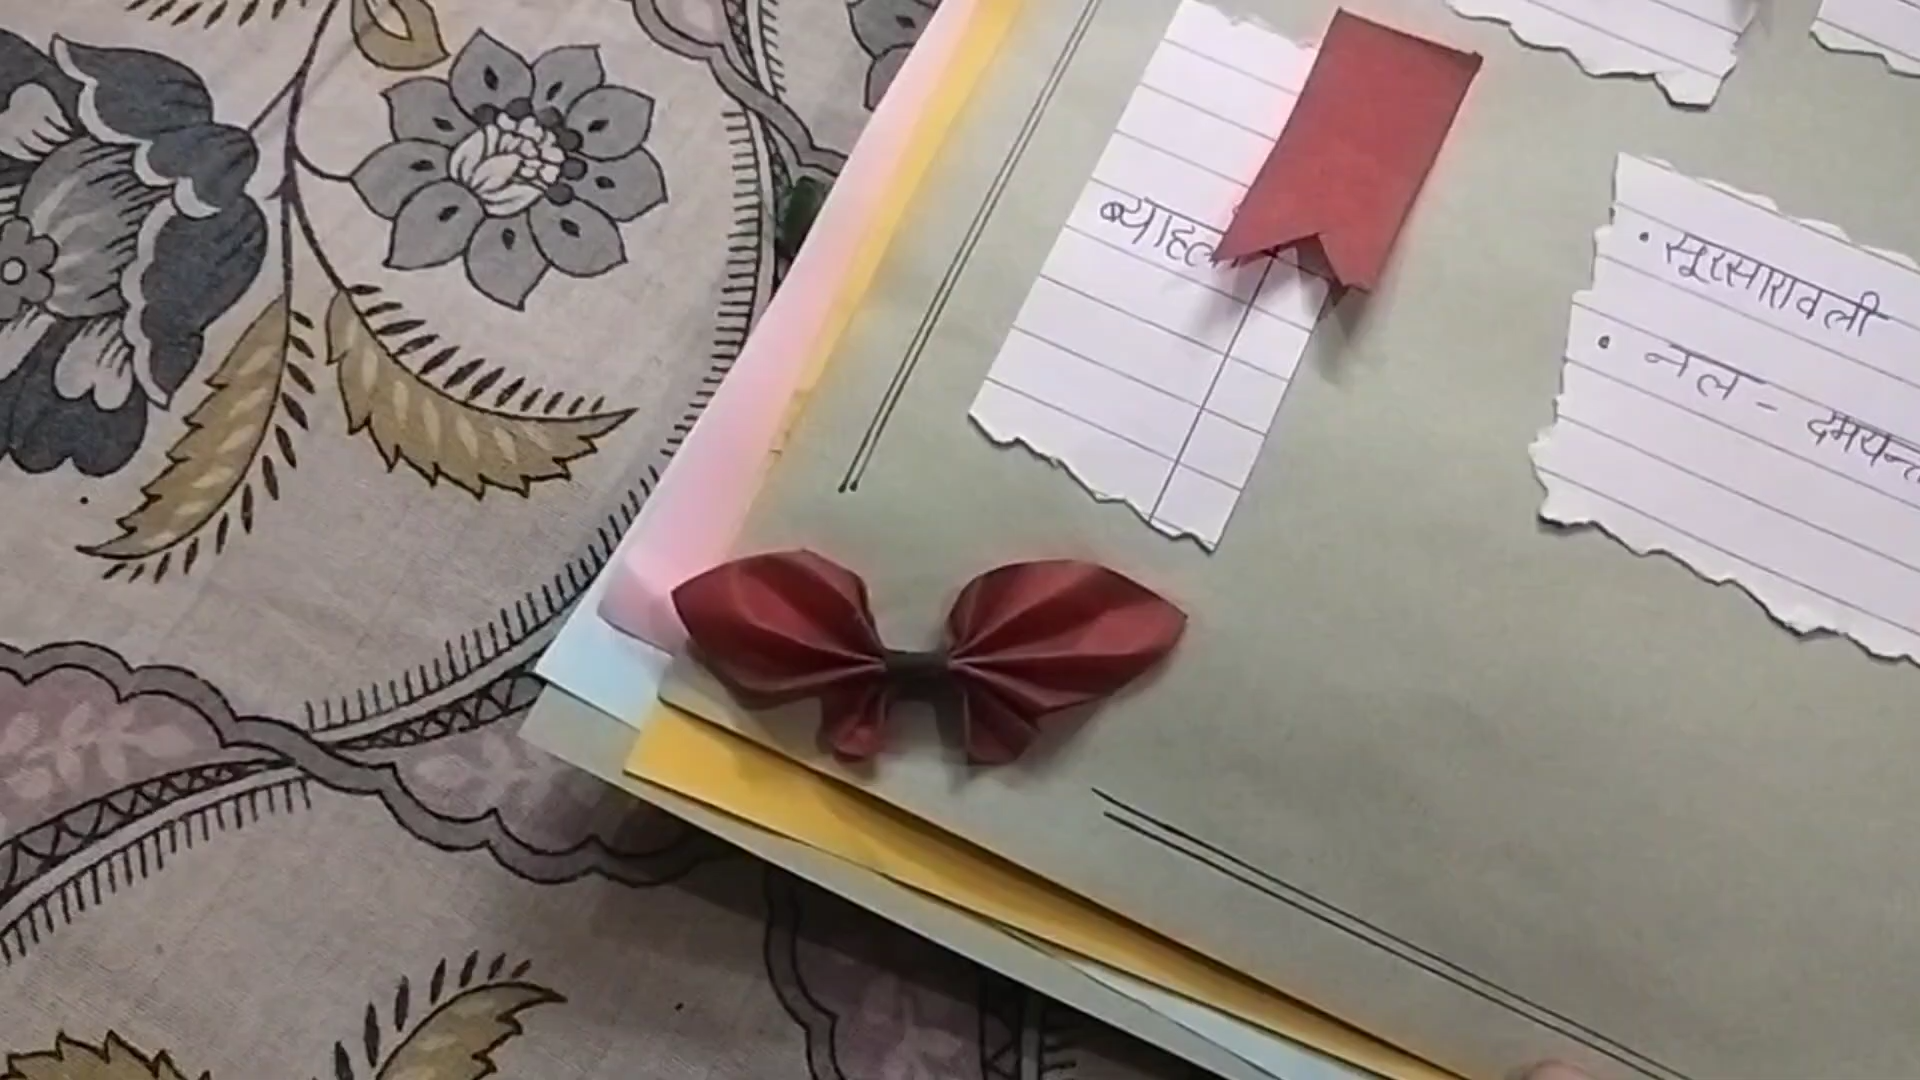 • सूरसारावली
• नल - दमयन्ती
ब्याहलो